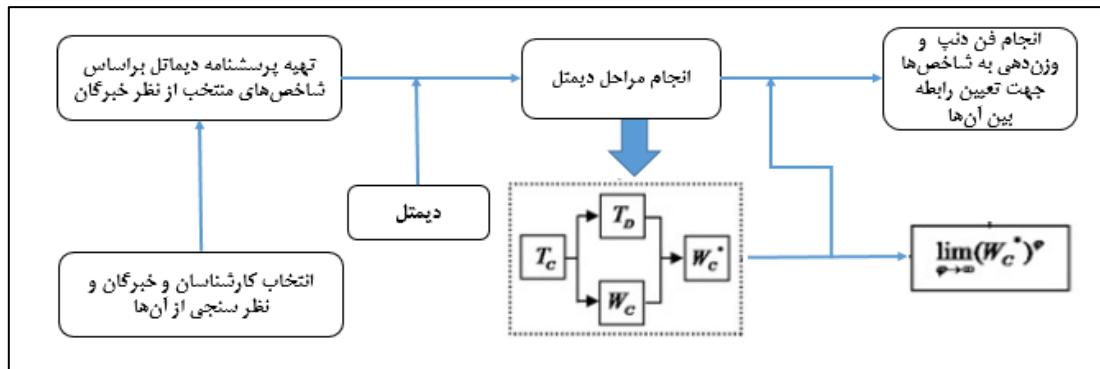 تهیه پرسشنامه دیماتل براساس
شاخص‌های منتخب از نظر خبرگان
انجام مراحل دیمتل
انجام فن دنپ و
وزن‌دهی به شاخص‌ها
جهت تعیین رابطه
بین آن‌ها
دیمتل
انتخاب کارشناسان و خبرگان و
نظر سنجی از آن‌ها
T_C
T_D
W_C
W_C^*
lim_{φ→∞}(W_C^*)^φ